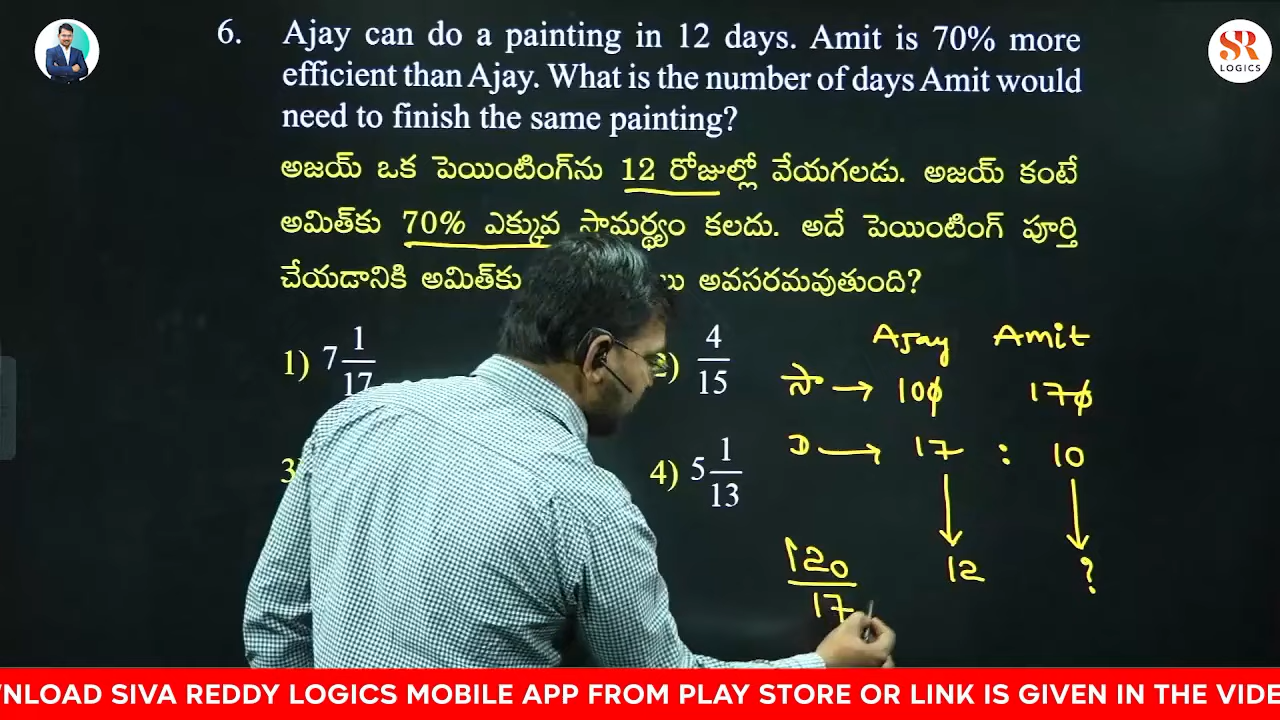 SR
LOGICS
6. Ajay can do a painting in 12 days. Amit is 70% more
efficient than Ajay. What is the number of days Amit would
need to finish the same painting?
అజయ్ ఒక పెయింటింగ్‌ను 12 రోజుల్లో వేయగలడు. అజయ్ కంటే
అమిత్‌కు 70% ఎక్కువ సామర్థ్యం కలదు. అదే పెయింటింగ్ పూర్తి
చేయడానికి అమిత్‌కు అవసరమవుతుంది?
1) 7 1/17
4/15
3
4) 5 1/13
Ajay Amit
సా → 100 170
D → 17 : 10
12 ?
120/17
WNLOAD SIVA REDDY LOGICS MOBILE APP FROM PLAY STORE OR LINK IS GIVEN IN THE VIDE